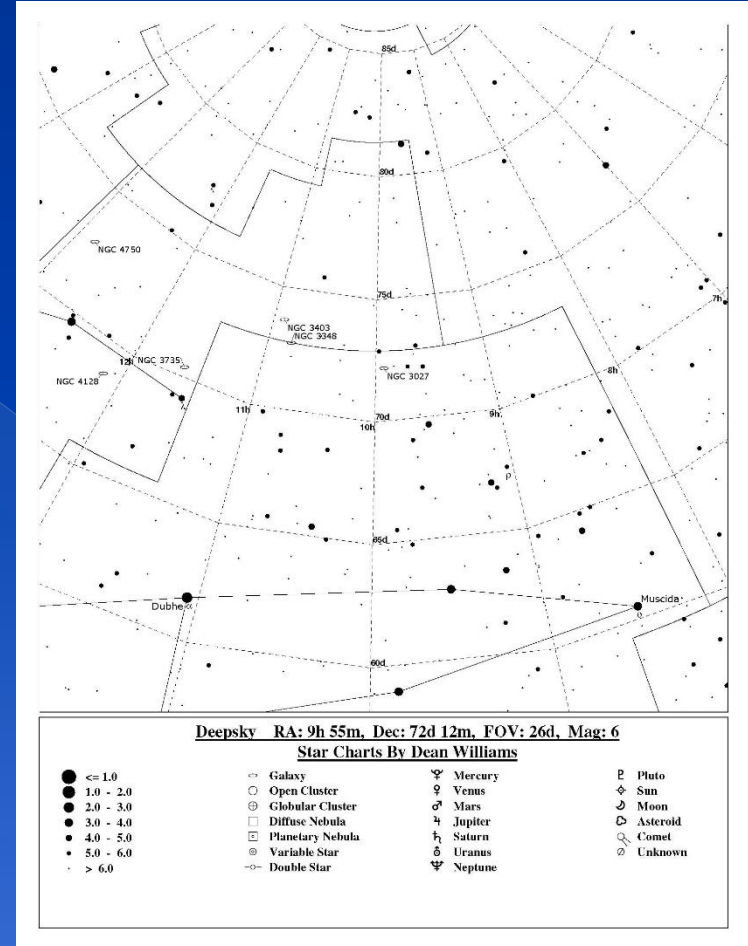 85d
80d
NGC 4750
75d
7h
NGC 3403
NGC 3348
12h
NGC 3735
NGC 4128
NGC 3027
8h
11h
9h
70d
10h
λ
ρ
65d
Dubhe α
Muscida
ο
60d
Deepsky RA: 9h 55m, Dec: 72d 12m, FOV: 26d, Mag: 6
Star Charts By Dean Williams
<= 1.0
1.0 - 2.0
2.0 - 3.0
3.0 - 4.0
4.0 - 5.0
5.0 - 6.0
> 6.0
Galaxy
Open Cluster
Globular Cluster
Diffuse Nebula
Planetary Nebula
Variable Star
Double Star
Mercury
Venus
Mars
Jupiter
Saturn
Uranus
Neptune
Pluto
Sun
Moon
Asteroid
Comet
Unknown